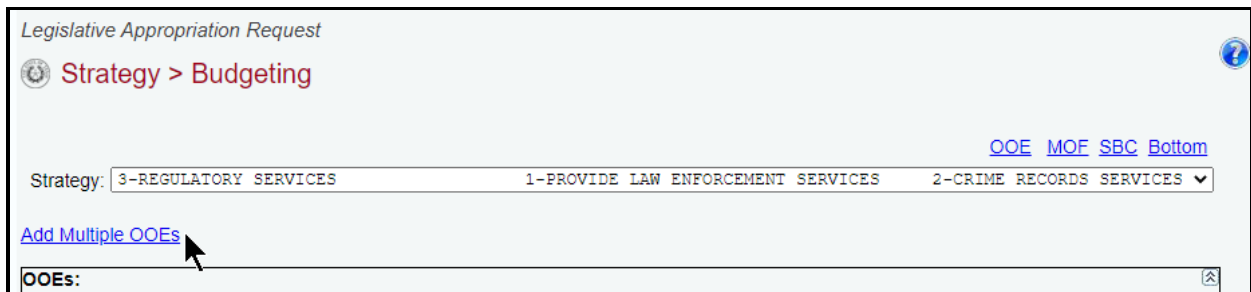 Legislative Appropriation Request
?
Strategy > Budgeting
OOE MOF SBC Bottom
Strategy: 3-REGULATORY SERVICES 1-PROVIDE LAW ENFORCEMENT SERVICES 2-CRIME RECORDS SERVICES
Add Multiple OOEs
OOEs: